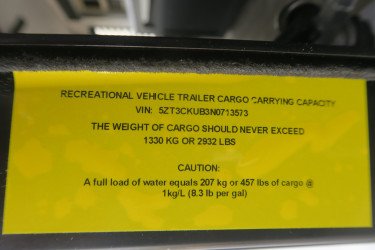 RECREATIONAL VEHICLE TRAILER CARGO CARRYING CAPACITY
VIN: 5ZT3CKUB3N0713573
THE WEIGHT OF CARGO SHOULD NEVER EXCEED
1330 KG OR 2932 LBS
CAUTION:
A full load of water equals 207 kg or 457 lbs of cargo @
1kg/L (8.3 lb per gal)